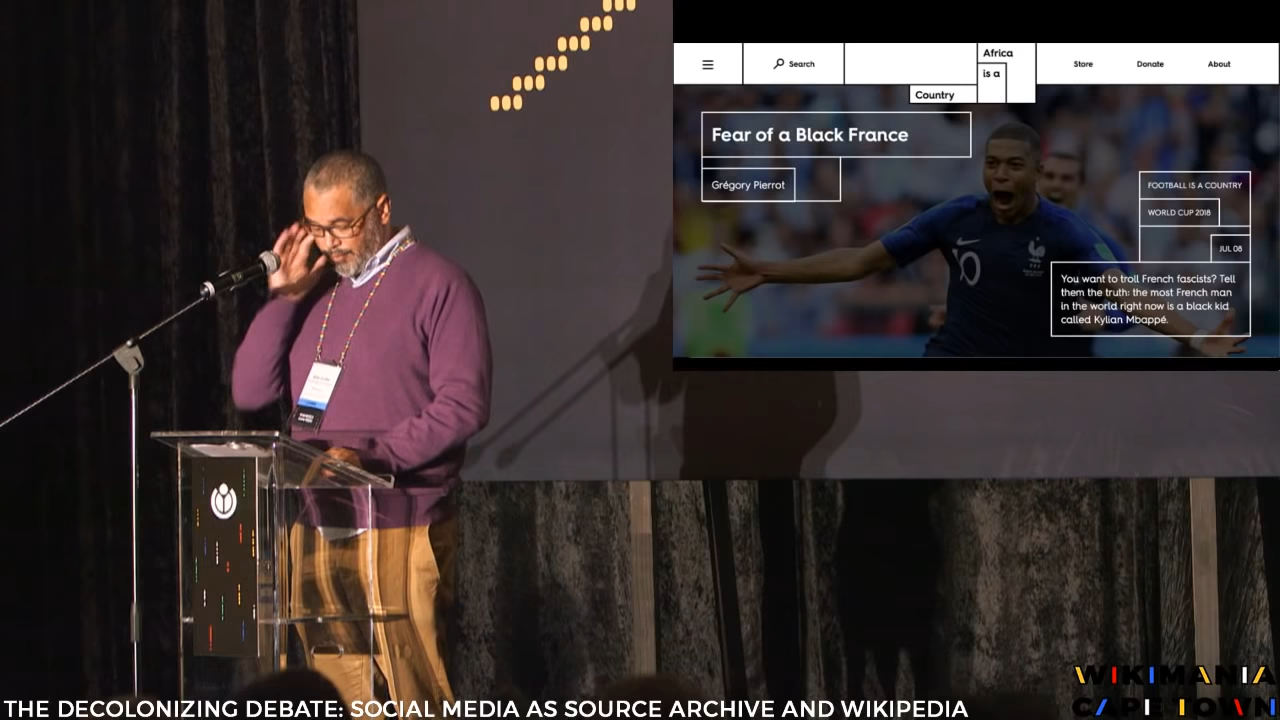 Search
Africa
is a
Country
Store
Donate
About
Fear of a Black France
Grégory Pierrot
FOOTBALL IS A COUNTRY
WORLD CUP 2018
JUL 08
You want to troll French fascists? Tell
them the truth: the most French man
in the world right now is a black kid
called Kylian Mbappé.
10
WIKIMANIA
CAPE TOWN
THE DECOLONIZING DEBATE: SOCIAL MEDIA AS SOURCE ARCHIVE AND WIKIPEDIA